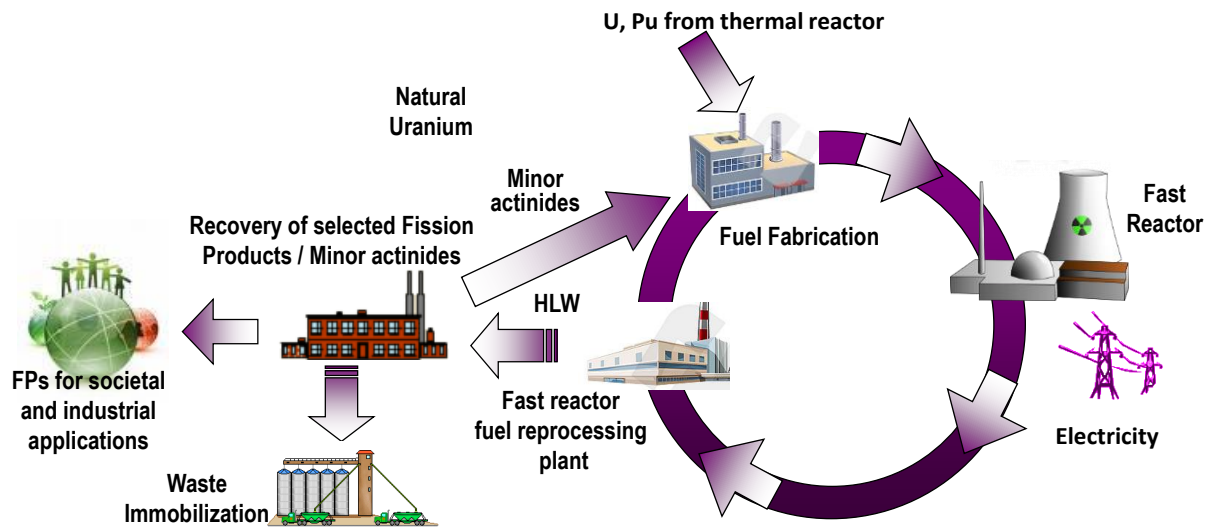 U, Pu from thermal reactor
Natural
Uranium
Minor
actinides
Recovery of selected Fission
Products / Minor actinides
Fuel Fabrication
Fast
Reactor
HLW
FPs for societal
and industrial
applications
Fast reactor
fuel reprocessing
plant
Electricity
Waste
Immobilization